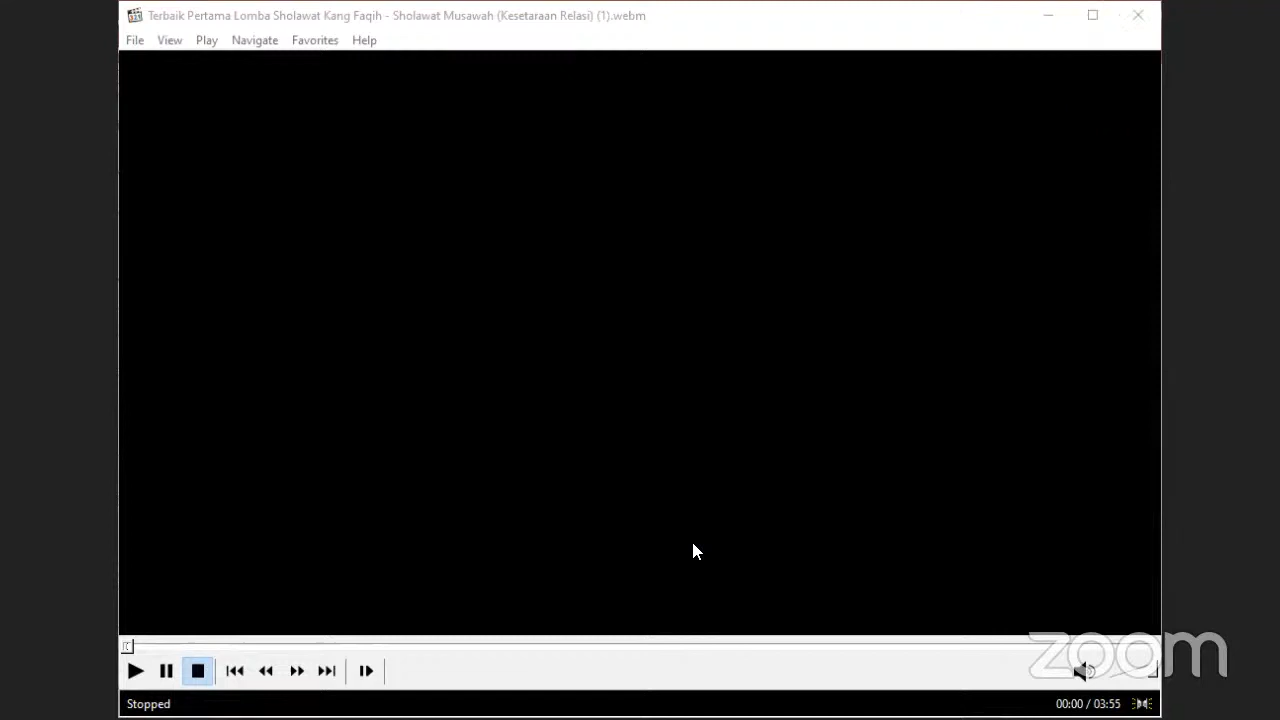 Terbaik Pertama Lomba Sholawat Kang Faqih - Sholawat Musawah (Kesetaraan Relasi) (1).webm
File View Play Navigate Favorites Help
zoom
Stopped 00:00 / 03:55